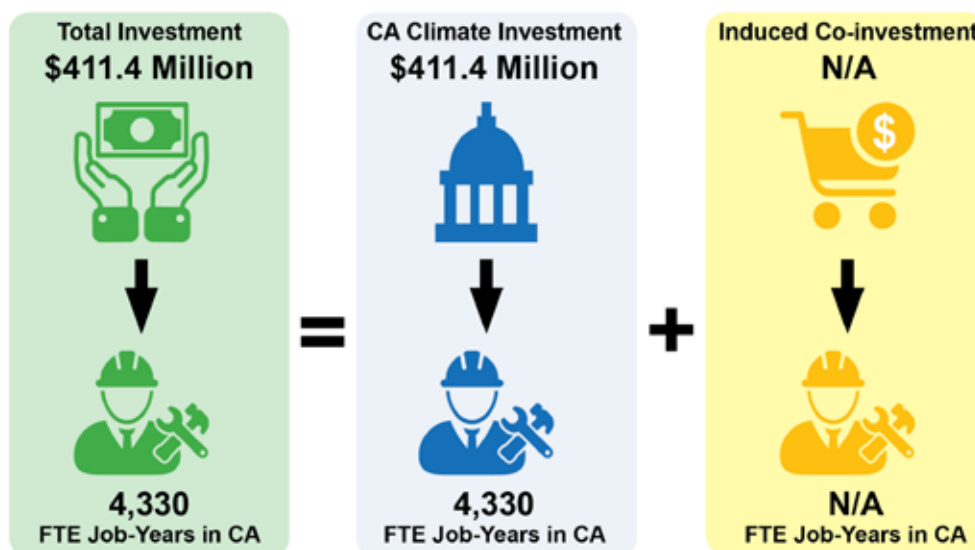 Total Investment
$411.4 Million
4,330
FTE Job-Years in CA
=
CA Climate Investment
$411.4 Million
4,330
FTE Job-Years in CA
+
Induced Co-investment
N/A
$
N/A
FTE Job-Years in CA